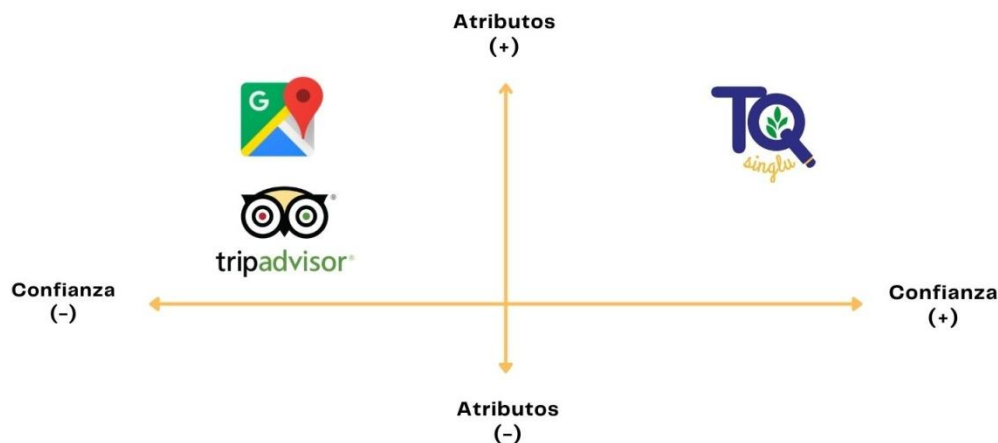 Atributos
(+)
G
TQ
singlu
®
tripadvisor®
Confianza
(-)
Confianza
(+)
Atributos
(-)